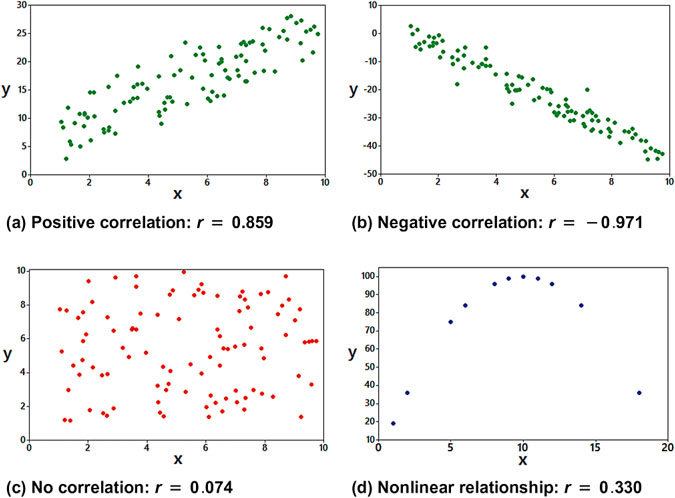 30
25
20
y 15
10
5
0
0 2 4 6 8 10
x
(a) Positive correlation: r = 0.859
10
0
-10
y -20
-30
-40
-50
0 2 4 6 8 10
x
(b) Negative correlation: r = −0.971
10
8
6
y
4
2
0
0 2 4 6 8 10
x
(c) No correlation: r = 0.074
100
90
80
70
y 60
50
40
30
20
10
0 5 10 15 20
x
(d) Nonlinear relationship: r = 0.330